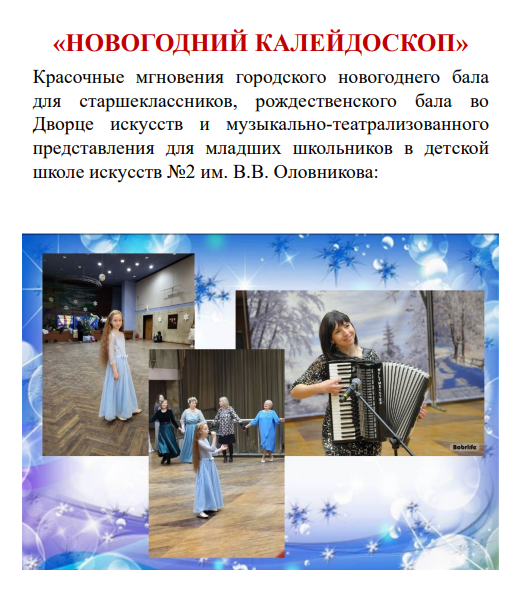 «НОВОГОДНИЙ КАЛЕЙДОСКОП»
Красочные мгновения городского новогоднего бала
для старшеклассников, рождественского бала во
Дворце искусств и музыкально-театрализованного
представления для младших школьников в детской
школе искусств №2 им. В.В. Оловникова:
Bobrlife